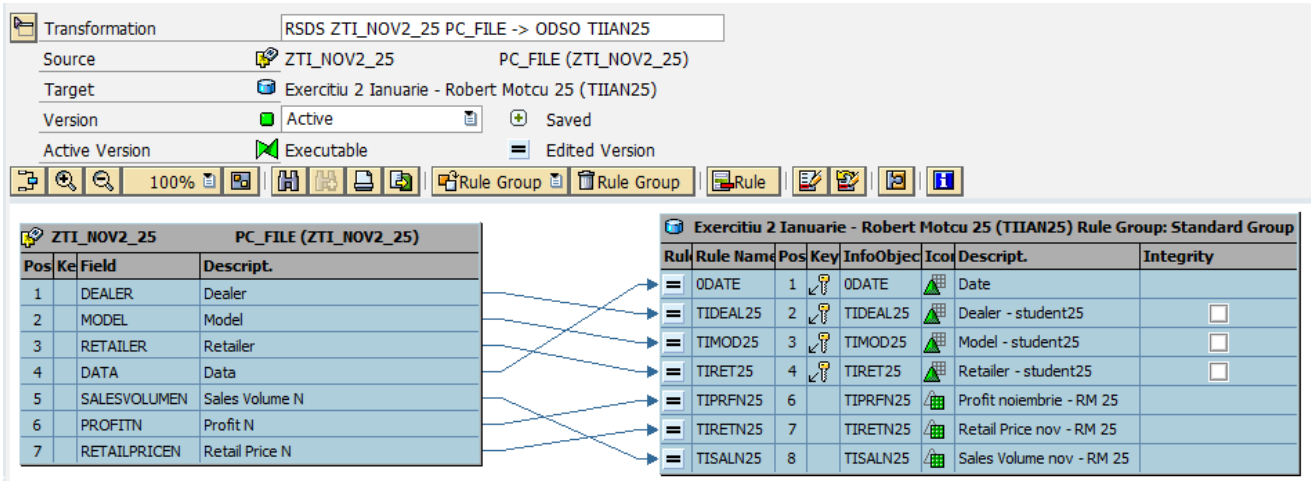 Transformation RSDS ZTI_NOV2_25 PC_FILE -> ODSO TIIAN25
Source ZTI_NOV2_25 PC_FILE (ZTI_NOV2_25)
Target Exercitiu 2 Ianuarie - Robert Motcu 25 (TIIAN25)
Version Active Saved
Active Version Executable Edited Version
100% Rule Group Rule Group Rule
ZTI_NOV2_25 PC_FILE (ZTI_NOV2_25)
Pos Ke Field Descript.
1 DEALER Dealer
2 MODEL Model
3 RETAILER Retailer
4 DATA Data
5 SALESVOLUMEN Sales Volume N
6 PROFITN Profit N
7 RETAILPRICEN Retail Price N
Exercitiu 2 Ianuarie - Robert Motcu 25 (TIIAN25) Rule Group: Standard Group
Rule Rule Name Pos Key InfoObjec Icon Descript. Integrity
0DATE 1 0DATE Date
TIDEAL25 2 TIDEAL25 Dealer - student25
TIMOD25 3 TIMOD25 Model - student25
TIRET25 4 TIRET25 Retailer - student25
TIPRFN25 6 TIPRFN25 Profit noiembrie - RM 25
TIRETN25 7 TIRETN25 Retail Price nov - RM 25
TISALN25 8 TISALN25 Sales Volume nov - RM 25